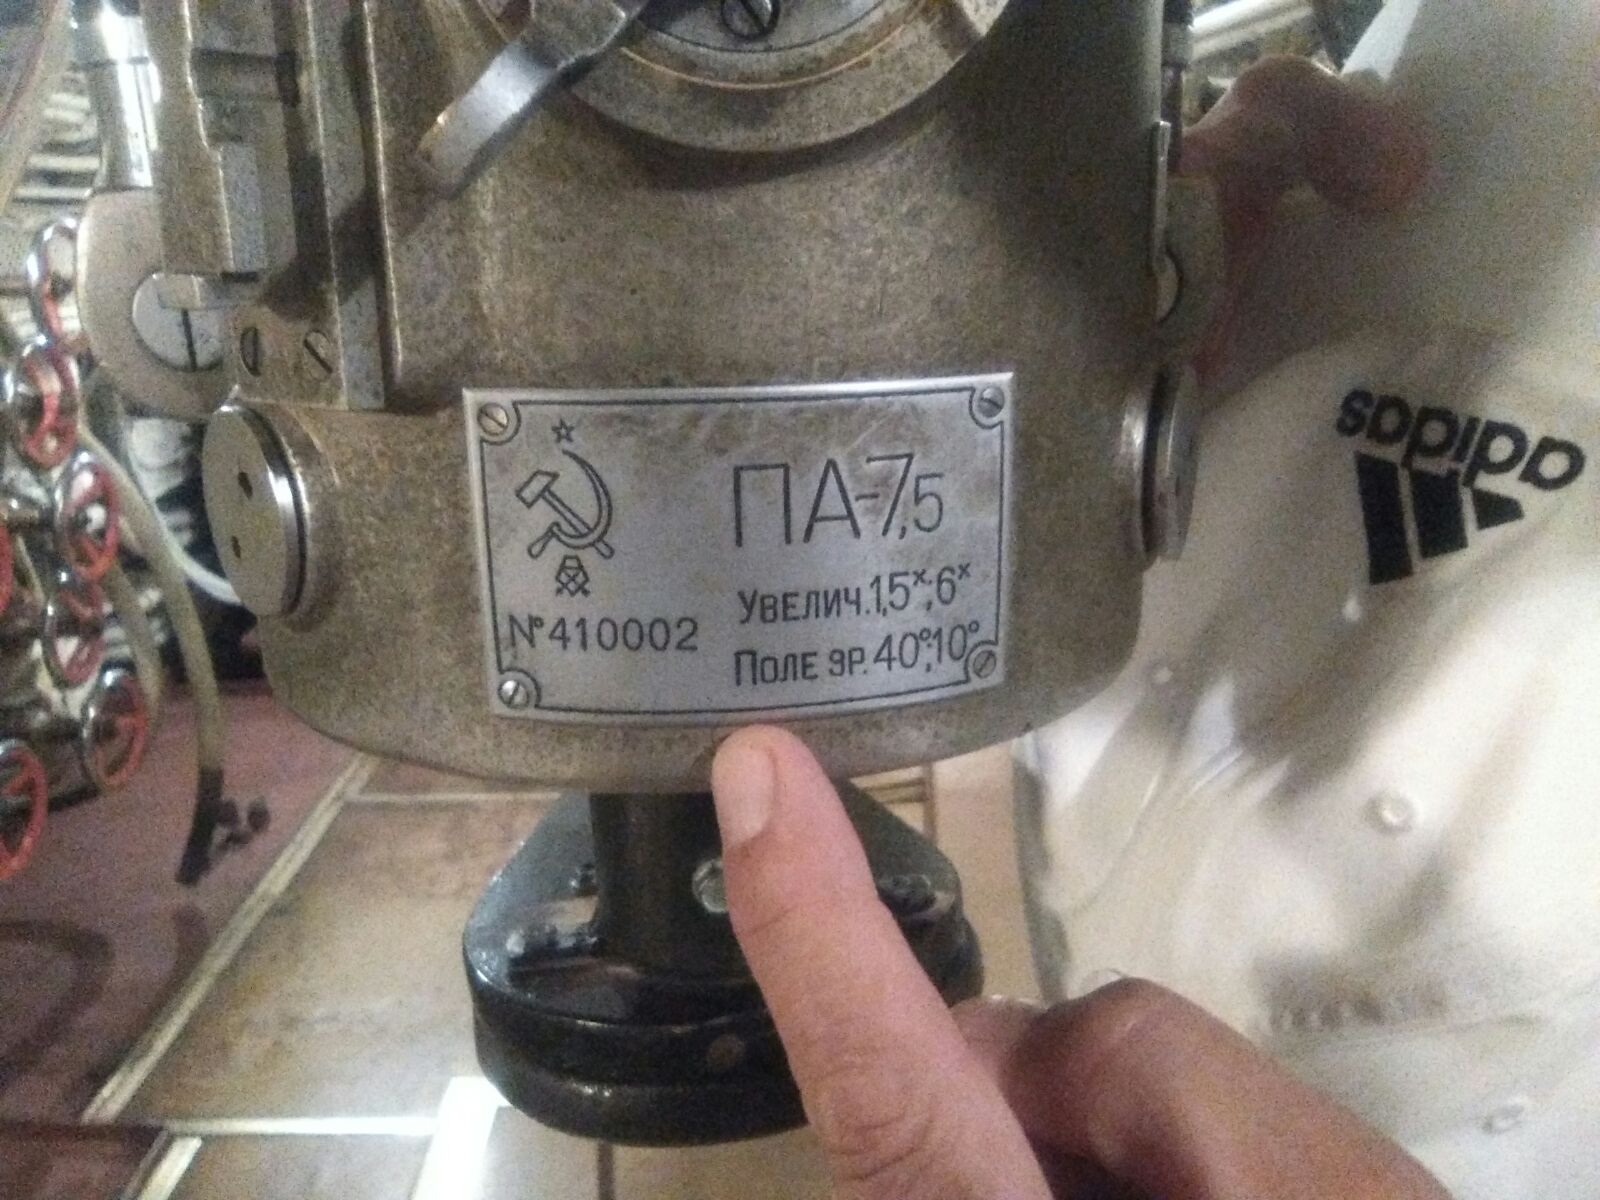 ПА-7,5
Увелич. 1,5ˣ; 6ˣ
№410002
Поле зр. 40°; 10°
adidas